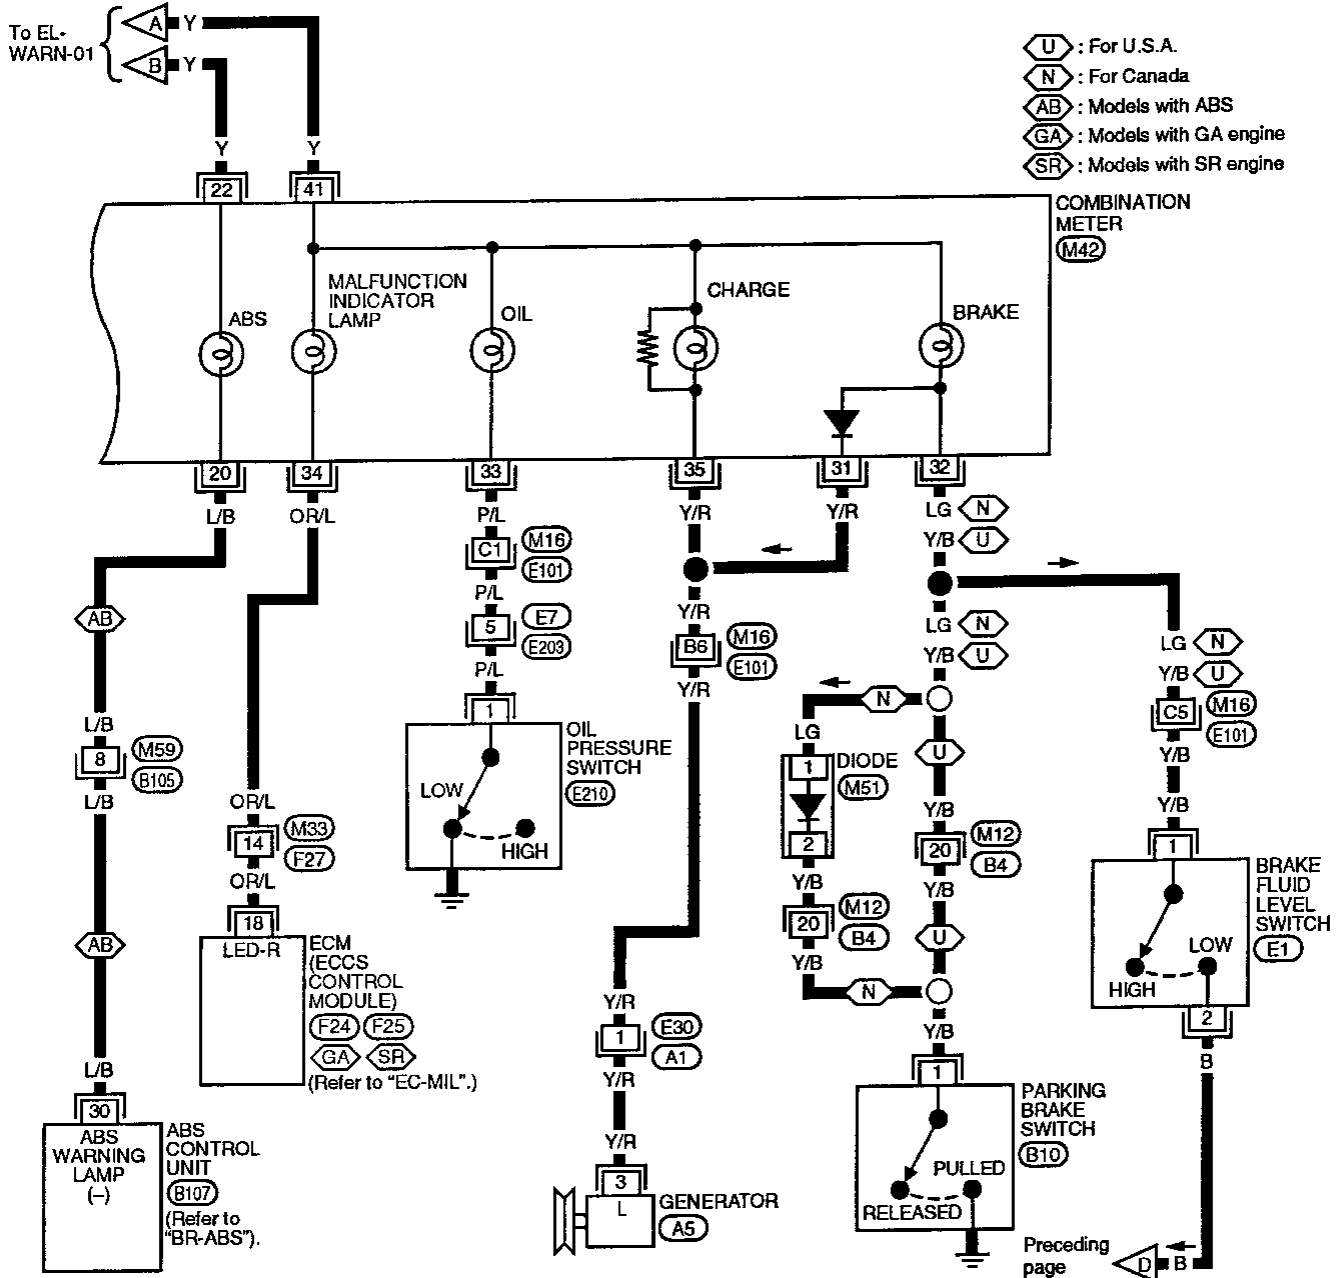 To EL-
WARN-01
A Y
B Y
U : For U.S.A.
N : For Canada
AB : Models with ABS
GA : Models with GA engine
SR : Models with SR engine
Y Y
22 41
COMBINATION
METER
M42
ABS
MALFUNCTION
INDICATOR
LAMP
OIL
CHARGE
BRAKE
20 34 33 35 31 32
L/B OR/L P/L Y/R Y/R LG N
Y/B U
C1 M16
E101
P/L
5 E7
E203
P/L
Y/R
B6 M16
E101
Y/R
LG N
Y/B U
LG N
Y/B U
C5 M16
E101
Y/B
Y/B
AB
L/B
8 M59
B105
L/B
AB
L/B
30
ABS
WARNING
LAMP
(–)
ABS
CONTROL
UNIT
B107
(Refer to
"BR-ABS").
OR/L
14 M33
F27
OR/L
18
LED-R
ECM
(ECCS
CONTROL
MODULE)
F24 F25
GA SR
(Refer to "EC-MIL".)
1
OIL
PRESSURE
SWITCH
E210
LOW
HIGH
N
LG
U
1 DIODE
M51
2
Y/B
20 M12
B4
Y/B
N
Y/B
20 M12
B4
Y/B
U
Y/B
1
PARKING
BRAKE
SWITCH
B10
PULLED
RELEASED
1
BRAKE
FLUID
LEVEL
SWITCH
E1
LOW
HIGH
2
B
Y/R
1 E30
A1
Y/R
Y/R
3
L
GENERATOR
A5
Preceding
page
D B